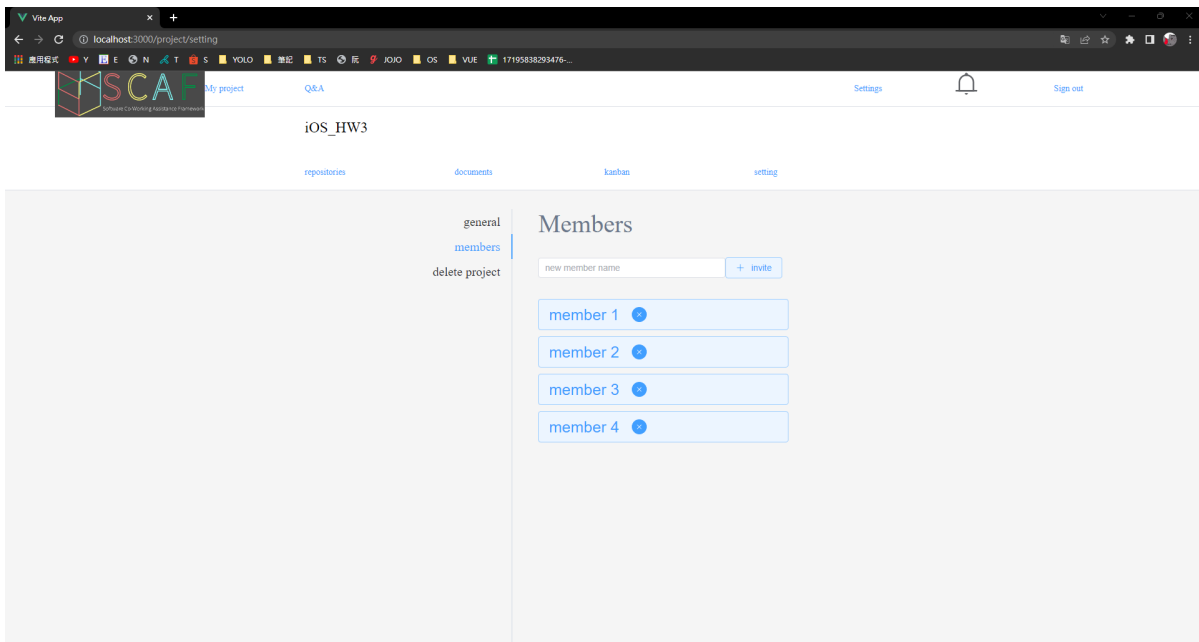 Vite App
localhost:3000/project/setting
應用程式 Y E N T S YOLO 筆記 TS 阮 JOJO OS VUE 17195838293476-...
SCAF My project Q&A Settings Sign out
Software Co-Working Assistance Framework
iOS_HW3
repositories documents kanban setting
general
members
delete project
Members
new member name + invite
member 1
member 2
member 3
member 4